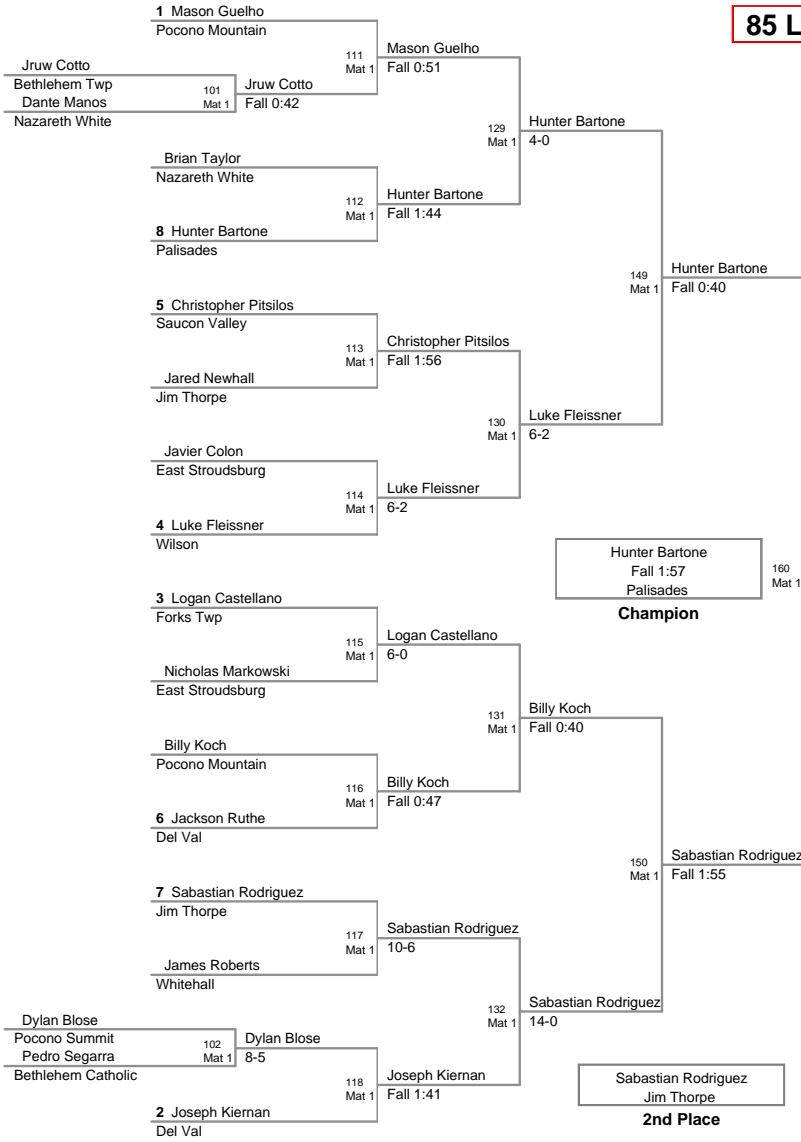 1 Mason Guelho
Pocono Mountain
85 L
Jruw Cotto
Bethlehem Twp
Dante Manos
Nazareth White
101
Mat 1
Jruw Cotto
Fall 0:42
111
Mat 1
Mason Guelho
Fall 0:51
Brian Taylor
Nazareth White
8 Hunter Bartone
Palisades
112
Mat 1
Hunter Bartone
Fall 1:44
129
Mat 1
Hunter Bartone
4-0
5 Christopher Pitsilos
Saucon Valley
Jared Newhall
Jim Thorpe
113
Mat 1
Christopher Pitsilos
Fall 1:56
Javier Colon
East Stroudsburg
4 Luke Fleissner
Wilson
114
Mat 1
Luke Fleissner
6-2
130
Mat 1
Luke Fleissner
6-2
149
Mat 1
Hunter Bartone
Fall 0:40
Hunter Bartone
Fall 1:57
Palisades
Champion
160
Mat 1
3 Logan Castellano
Forks Twp
Nicholas Markowski
East Stroudsburg
115
Mat 1
Logan Castellano
6-0
Billy Koch
Pocono Mountain
6 Jackson Ruthe
Del Val
116
Mat 1
Billy Koch
Fall 0:47
131
Mat 1
Billy Koch
Fall 0:40
7 Sabastian Rodriguez
Jim Thorpe
James Roberts
Whitehall
117
Mat 1
Sabastian Rodriguez
10-6
Dylan Blose
Pocono Summit
Pedro Segarra
Bethlehem Catholic
102
Mat 1
Dylan Blose
8-5
2 Joseph Kiernan
Del Val
118
Mat 1
Joseph Kiernan
Fall 1:41
132
Mat 1
Sabastian Rodriguez
14-0
150
Mat 1
Sabastian Rodriguez
Fall 1:55
Sabastian Rodriguez
Jim Thorpe
2nd Place